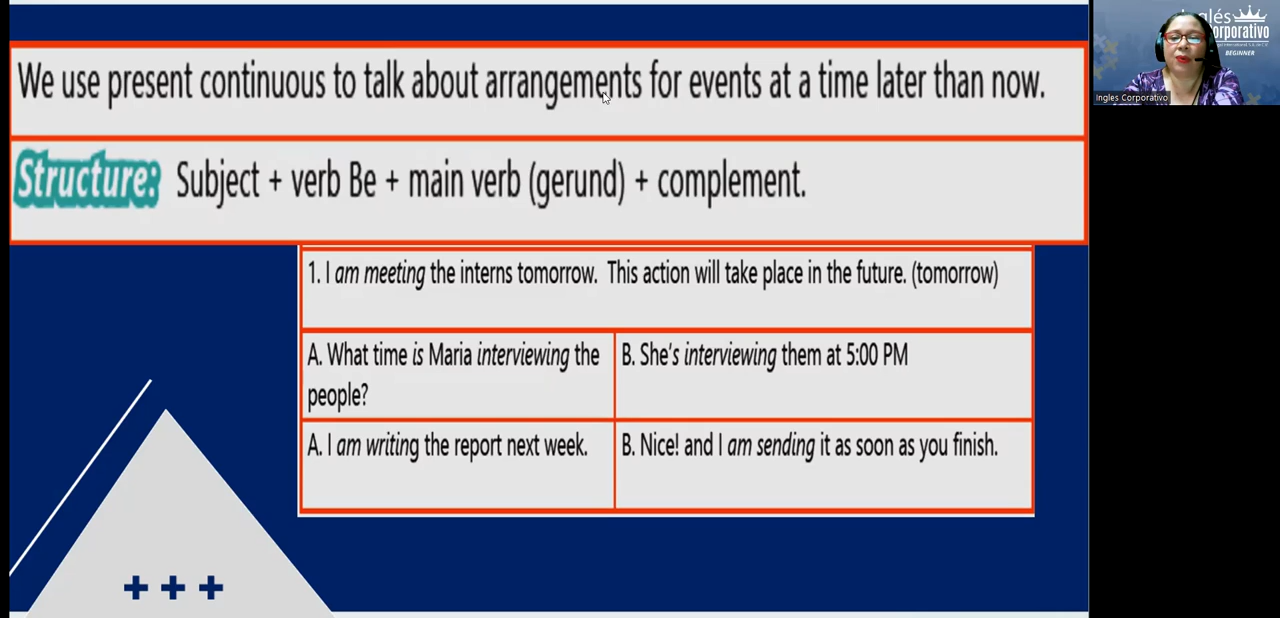 We use present continuous to talk about arrangements for events at a time later than now.
Structure: Subject + verb Be + main verb (gerund) + complement.
1. I am meeting the interns tomorrow.  This action will take place in the future. (tomorrow)
A. What time is Maria interviewing the
people?
B. She's interviewing them at 5:00 PM
A. I am writing the report next week.
B. Nice! and I am sending it as soon as you finish.
+ + +
BEGINNER
Ingles Corporativo